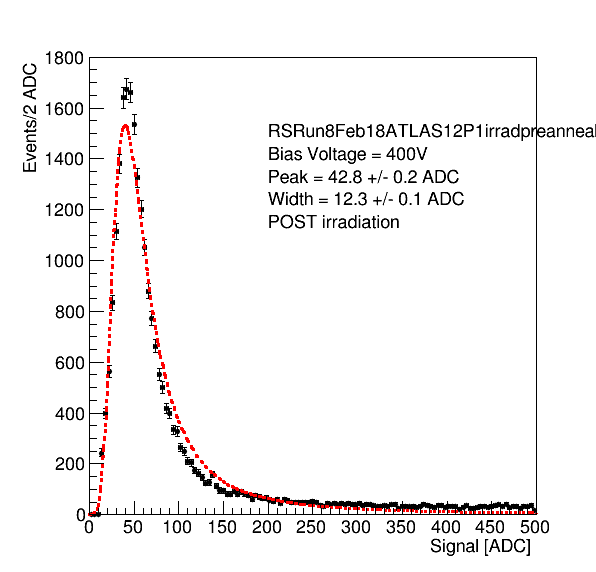 Events/2 ADC
1800
1600
1400
1200
1000
800
600
400
200
0
RSRun8Feb18ATLAS12P1irradpreanneal
Bias Voltage = 400V
Peak = 42.8 +/- 0.2 ADC
Width = 12.3 +/- 0.1 ADC
POST irradiation
0 50 100 150 200 250 300 350 400 450 500
Signal [ADC]